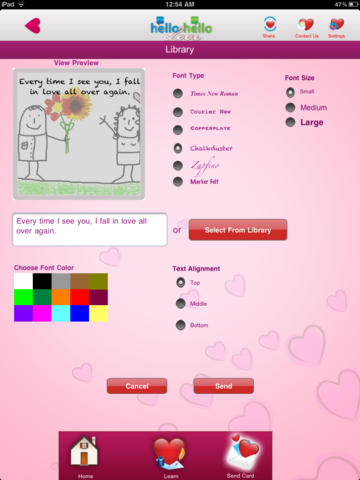 iPad
12:54 AM
97%
hello hello
love
Share
Contact Us
Settings
Library
View Preview
Every time I see you, I fall
in love all over again.
Font Type
Times New Roman
Courier New
Copperplate
Chalkduster
Zapfino
Marker Felt
Font Size
Small
Medium
Large
Every time I see you, I fall in love all
over again.
or
Select From Library
Choose Font Color
Text Alignment
Top
Middle
Bottom
Cancel
Send
Home
Learn
Send Card